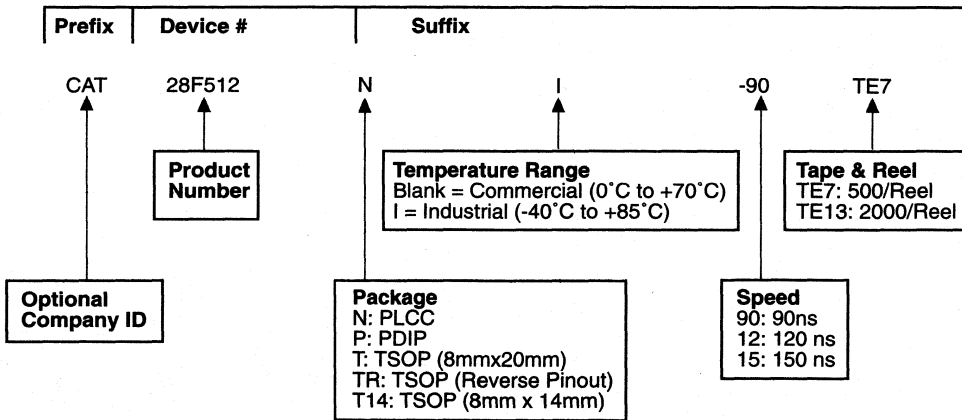 Prefix Device # Suffix
CAT 28F512 N I -90 TE7
Product
Number
Temperature Range
Blank = Commercial (0˚C to +70˚C)
I = Industrial (-40˚C to +85˚C)
Tape & Reel
TE7: 500/Reel
TE13: 2000/Reel
Optional
Company ID
Package
N: PLCC
P: PDIP
T: TSOP (8mmx20mm)
TR: TSOP (Reverse Pinout)
T14: TSOP (8mm x 14mm)
Speed
90: 90ns
12: 120 ns
15: 150 ns